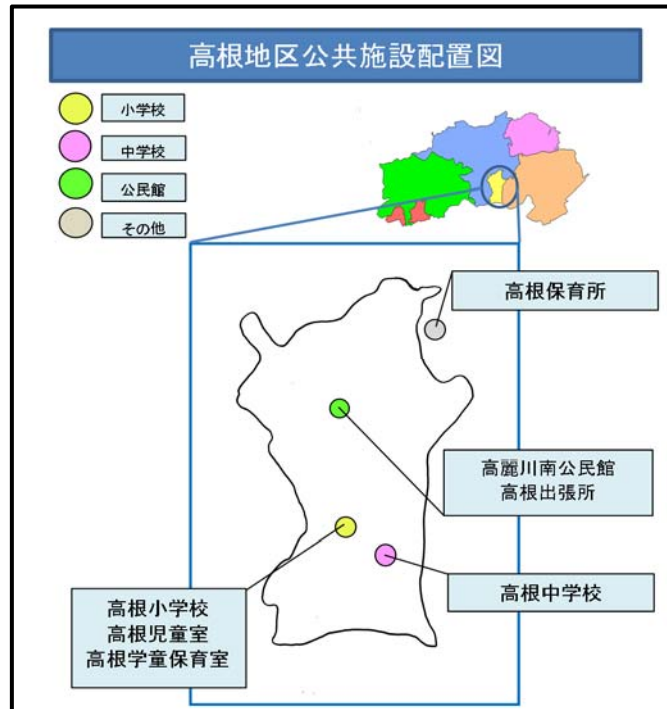 高根地区公共施設配置図
小学校
中学校
公民館
その他
高根保育所
高麗川南公民館
高根出張所
高根中学校
高根小学校
高根児童室
高根学童保育室